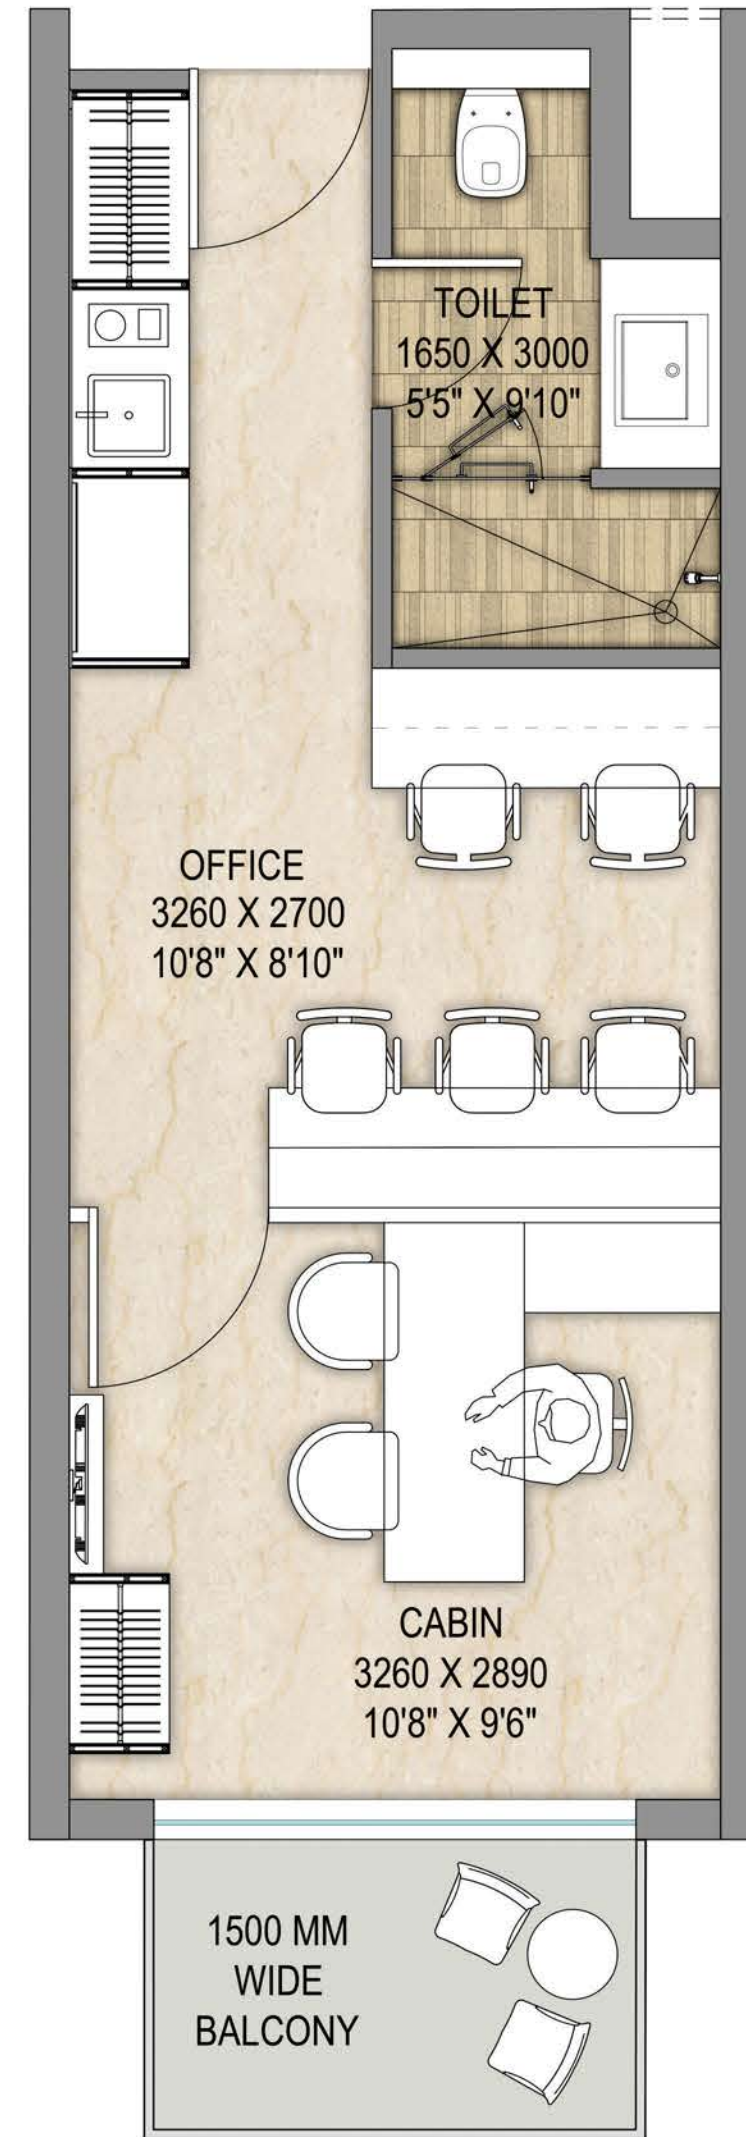 TOILET
1650 X 3000
5'5" X 9'10"
OFFICE
3260 X 2700
10'8" X 8'10"
CABIN
3260 X 2890
10'8" X 9'6"
1500 MM
WIDE
BALCONY